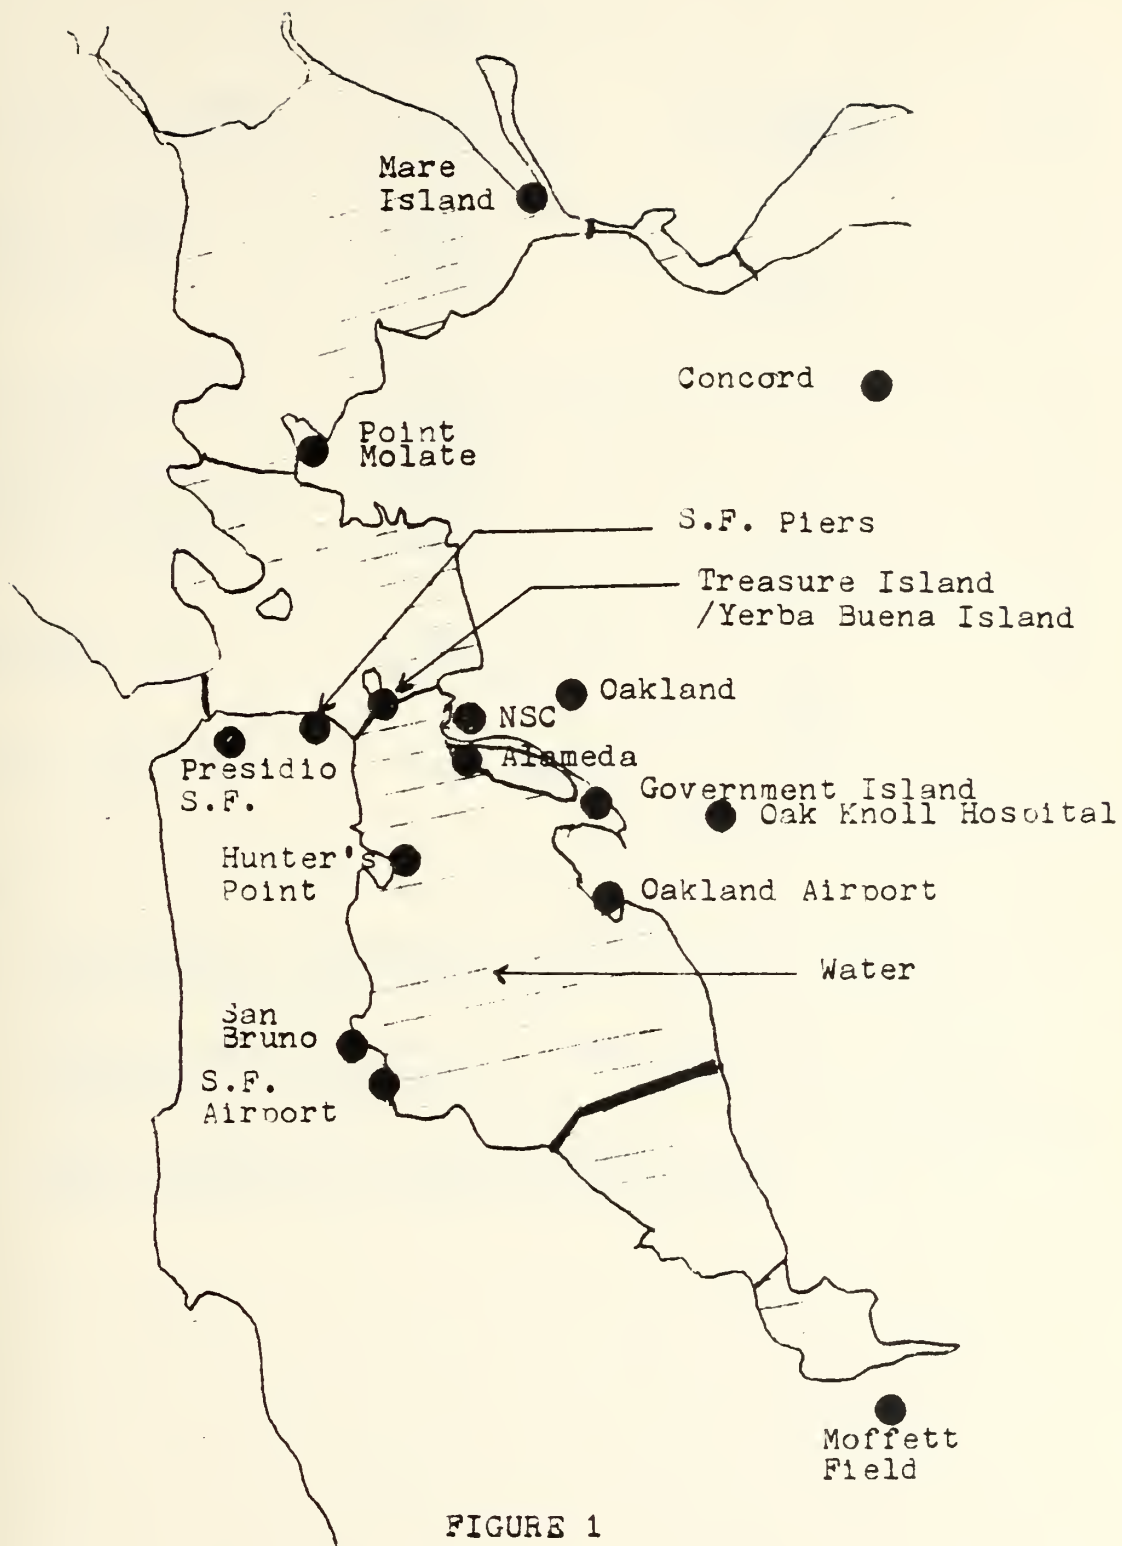 Mare
Island
Concord
Point
Molate
S.F. Piers
Treasure Island
/Yerba Buena Island
Oakland
NSC
Alameda
Presidio
S.F.
Government Island
Oak Knoll Hospital
Hunter's
Point
Oakland Airport
Water
San
Bruno
S.F.
Airport
Moffett
Field
FIGURE 1